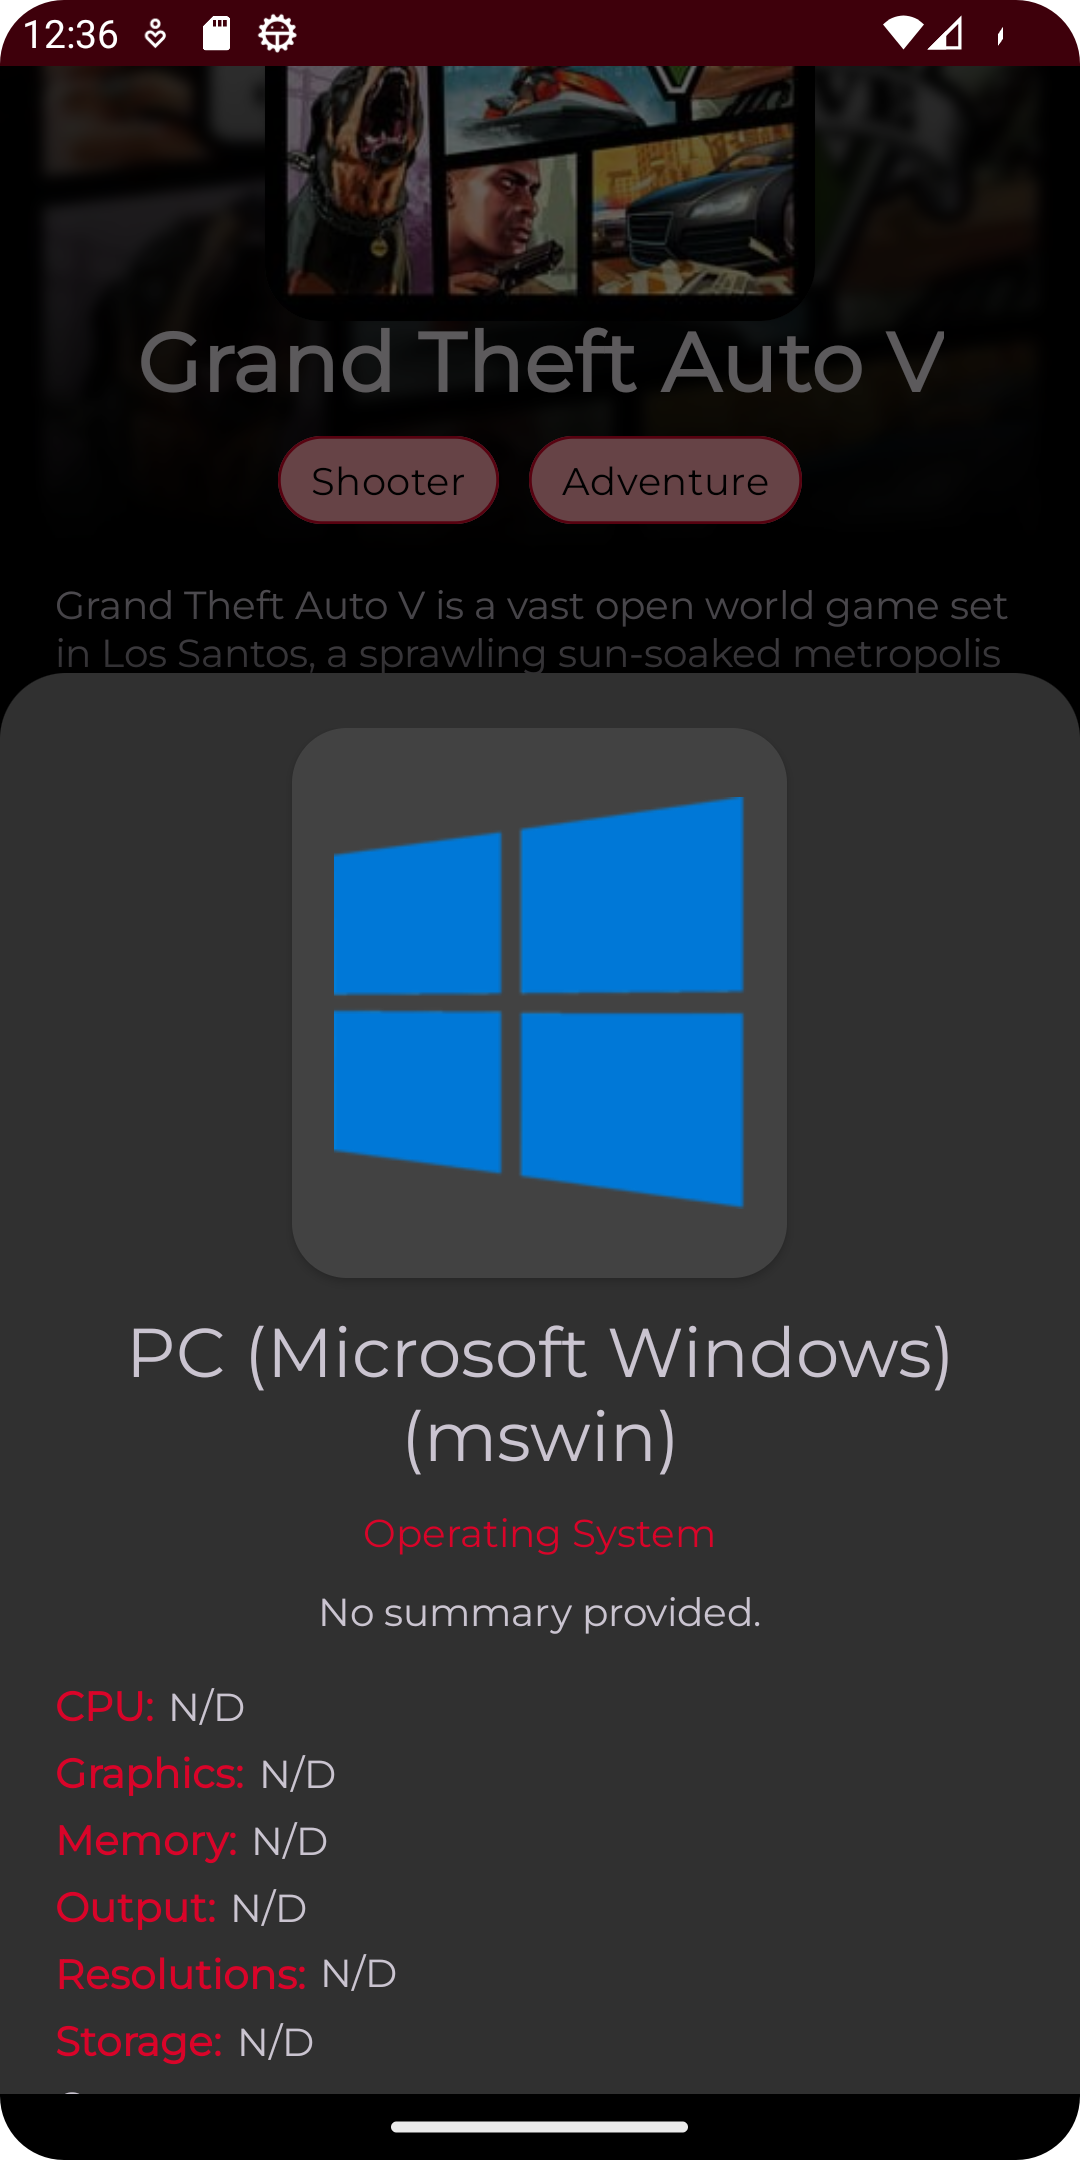 12:36
Grand Theft Auto V
Shooter Adventure
Grand Theft Auto V is a vast open world game set
in Los Santos, a sprawling sun-soaked metropolis
PC (Microsoft Windows)
(mswin)
Operating System
No summary provided.
CPU: N/D
Graphics: N/D
Memory: N/D
Output: N/D
Resolutions: N/D
Storage: N/D